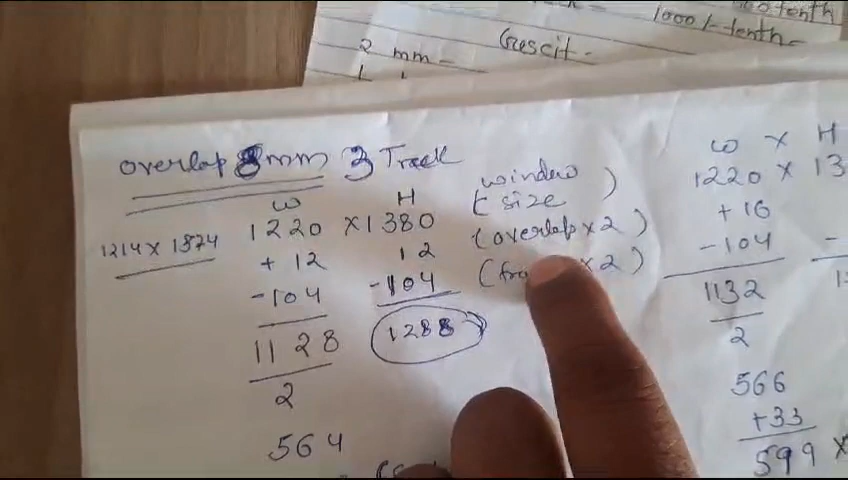 1000/- tenth
2 mm =
overlap 8mm 3 Track
W
H
window
size )
1214 x 1374
1220 x 1380
+ 12
12
(overlap x 2)
- 104
- 104
x 2)
1128
1288
2
564
W x H
1220 x 13
+ 16
- 104
1132
2
566
+33
599 x